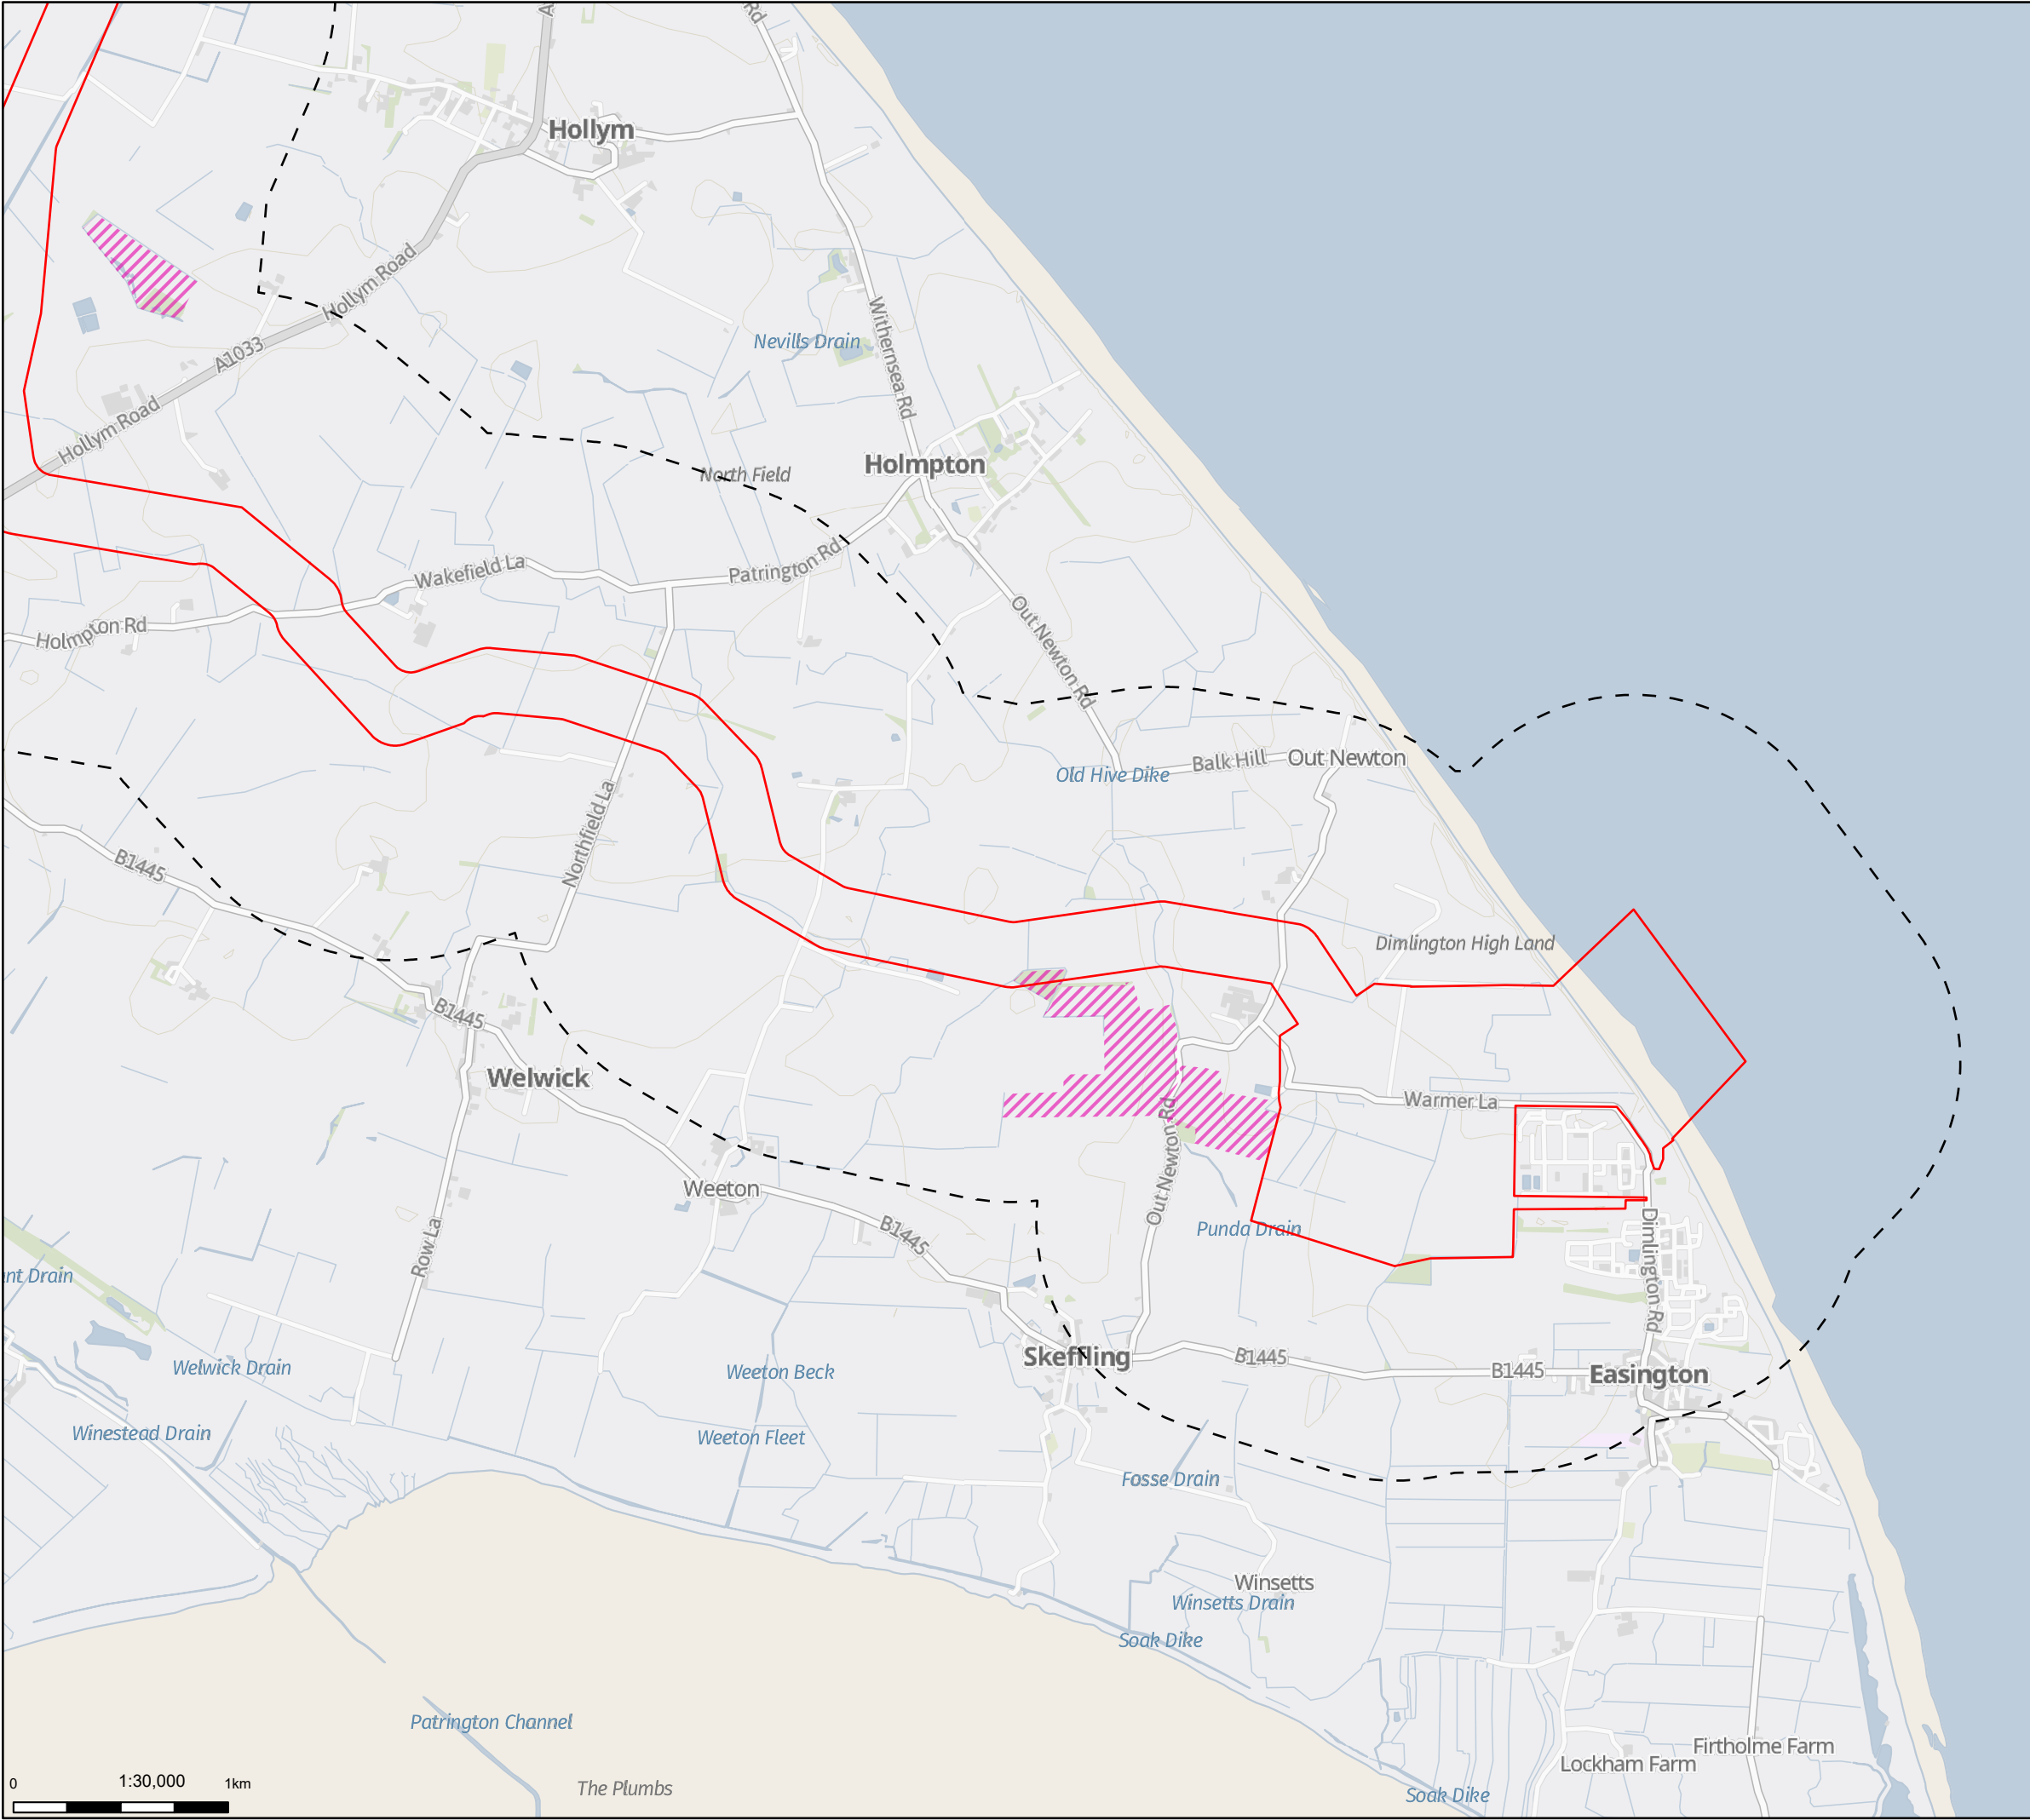 Rd
Hollym
Hollym Road
A1033
Hollym Road
Nevills Drain
Withernsea Rd
Holmpton
North Field
Patrington Rd
Wakefield La
Holmpton Rd
Out Newton Rd
Balk Hill
Out Newton
Old Hive Dike
Northfield La
B1445
Dimlington High Land
B1445
Welwick
Warmer La
Out Newton Rd
Weeton
B1445
Punda Drain
Row La
Dimlington Rd
nt Drain
Skeffling
B1445
B1445
Easington
Welwick Drain
Weeton Beck
Winestead Drain
Weeton Fleet
Fosse Drain
Winsetts
Winsetts Drain
Soak Dike
Patrington Channel
Firtholme Farm
Lockham Farm
The Plumbs
Soak Dike
0 1:30,000 1km